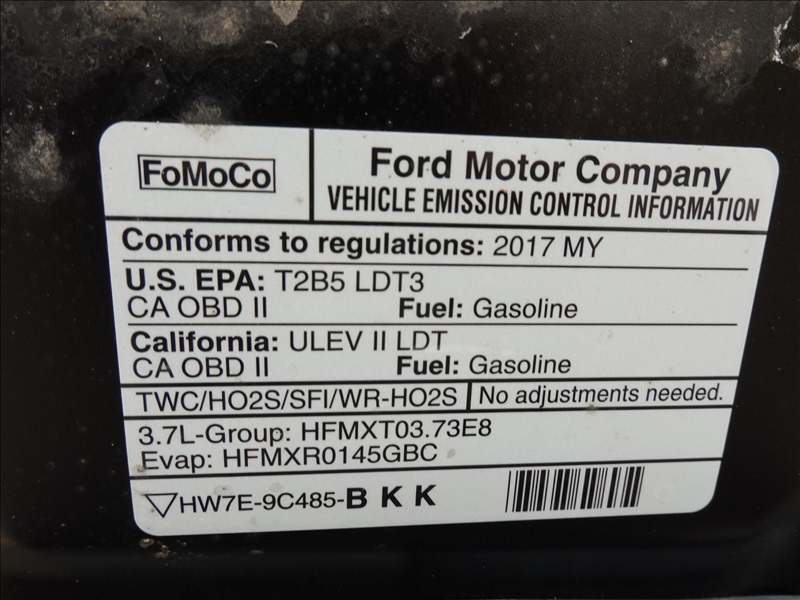 FoMoCo
Ford Motor Company
VEHICLE EMISSION CONTROL INFORMATION
Conforms to regulations: 2017 MY
U.S. EPA: T2B5 LDT3
CA OBD II Fuel: Gasoline
California: ULEV II LDT
CA OBD II Fuel: Gasoline
TWC/HO2S/SFI/WR-HO2S No adjustments needed.
3.7L-Group: HFMXT03.73E8
Evap: HFMXR0145GBC
HW7E-9C485-BKK